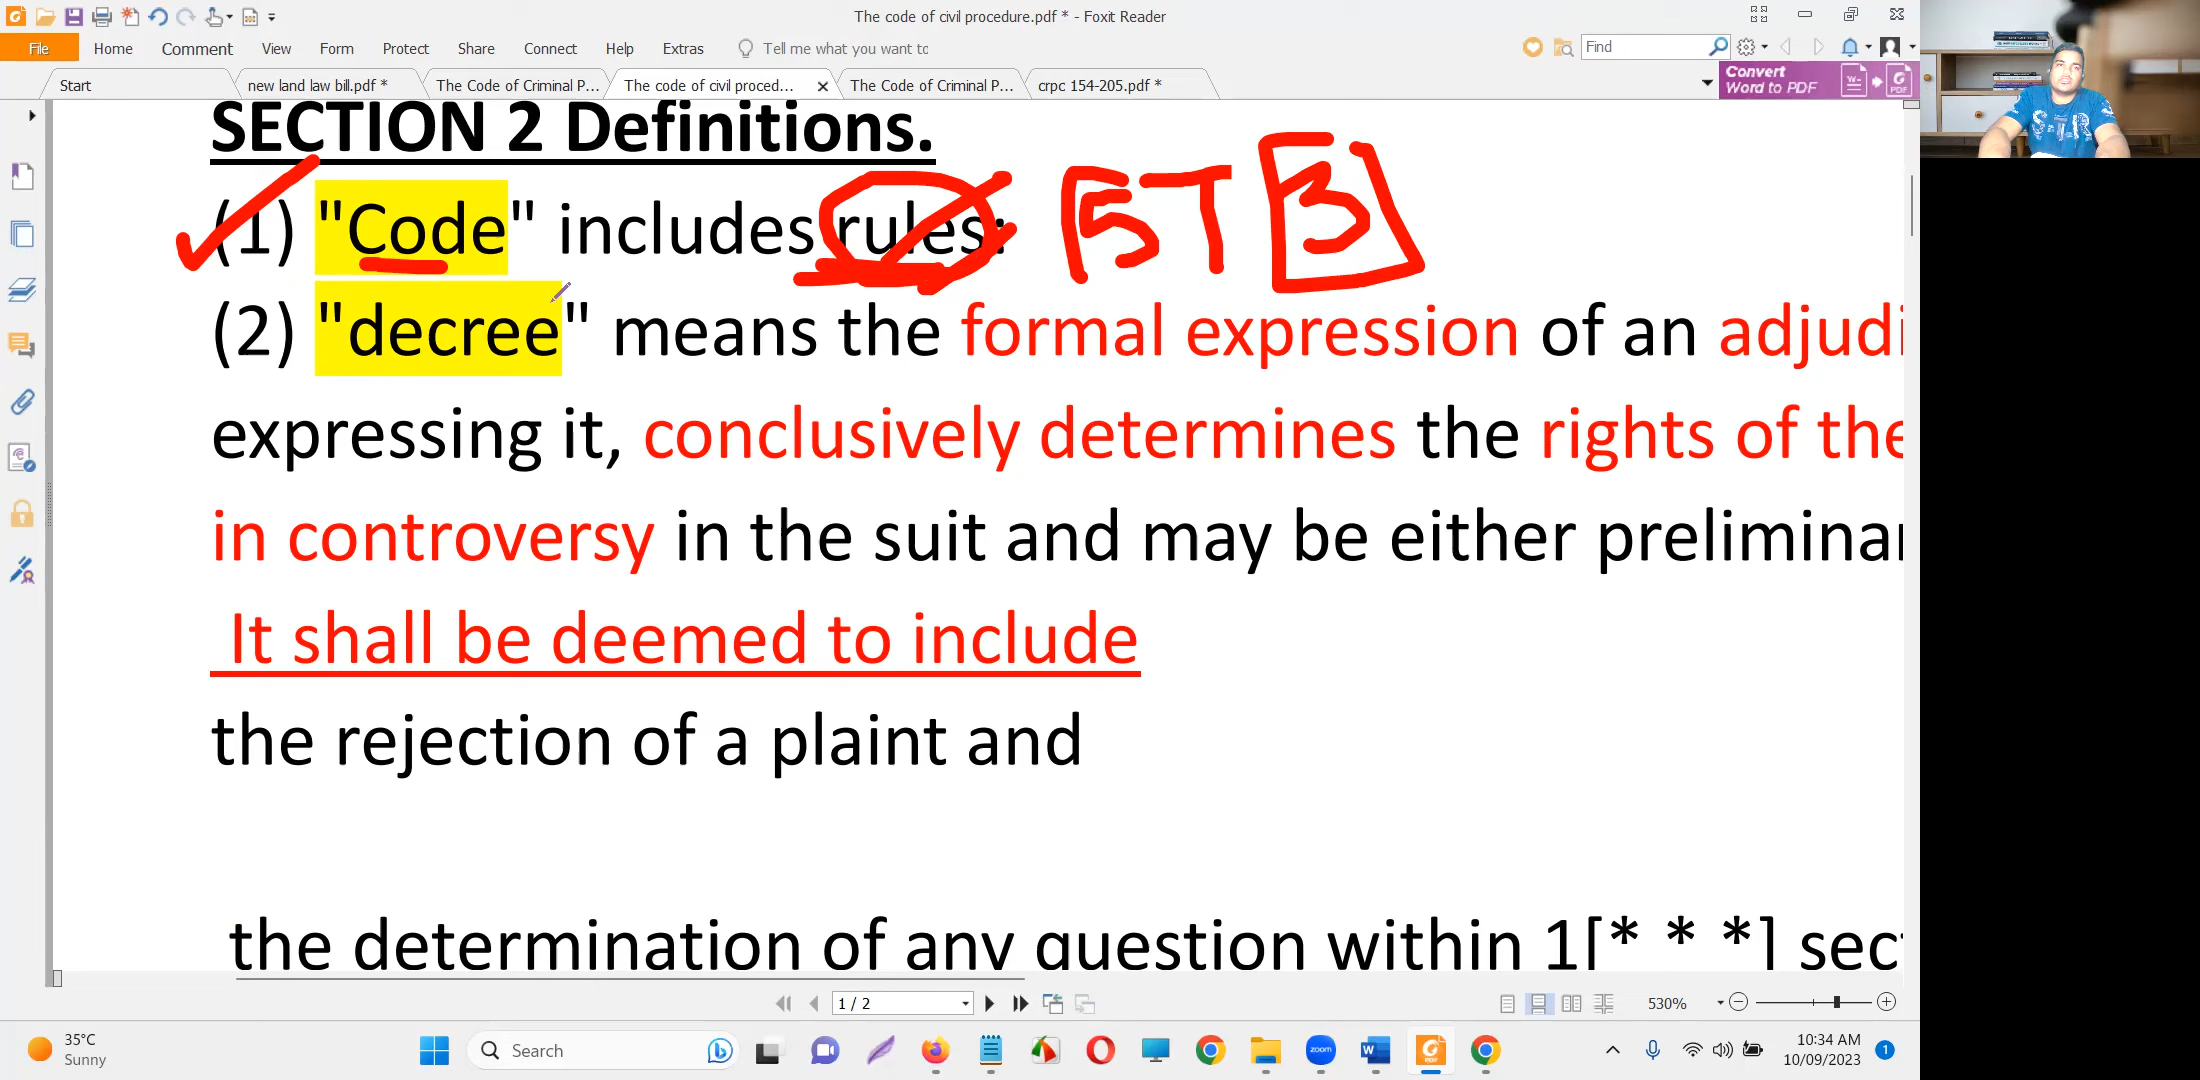 The code of civil procedure.pdf * - Foxit Reader
File Home Comment View Form Protect Share Connect Help Extras Tell me what you want to Find
Start new land law bill.pdf * The Code of Criminal P... The code of civil proced... The Code of Criminal P... crpc 154-205.pdf * Convert Word to PDF
SECTION 2 Definitions.
(1) "Code" includes rules: 5T 3
(2) "decree" means the formal expression of an adjudi
expressing it, conclusively determines the rights of the
in controversy in the suit and may be either preliminar
It shall be deemed to include
the rejection of a plaint and
the determination of any question within 1[* * *] sect
1 / 2 530%
35°C
Sunny
Search
zoom
10:34 AM
10/09/2023
1